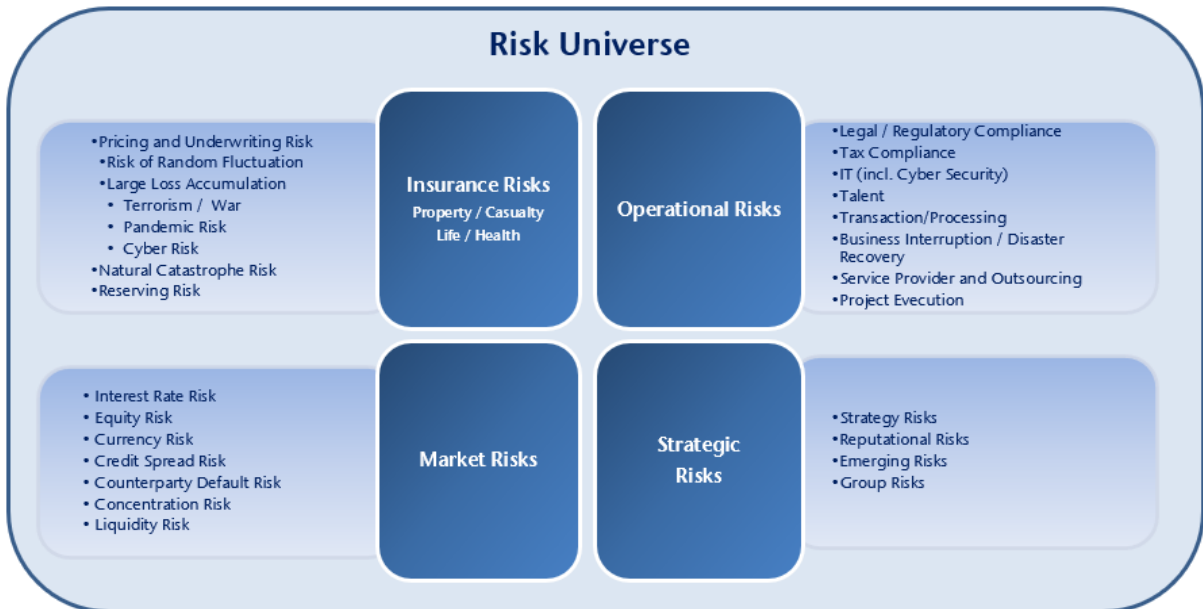 Risk Universe
•Pricing and Underwriting Risk
•Risk of Random Fluctuation
•Large Loss Accumulation
• Terrorism / War
• Pandemic Risk
• Cyber Risk
•Natural Catastrophe Risk
•Reserving Risk
Insurance Risks
Property / Casualty
Life / Health
Operational Risks
•Legal / Regulatory Compliance
•Tax Compliance
•IT (incl. Cyber Security)
•Talent
•Transaction/Processing
•Business Interruption / Disaster
Recovery
•Service Provider and Outsourcing
•Project Execution
• Interest Rate Risk
• Equity Risk
• Currency Risk
• Credit Spread Risk
• Counterparty Default Risk
• Concentration Risk
• Liquidity Risk
Market Risks
Strategic
Risks
•Strategy Risks
•Reputational Risks
•Emerging Risks
•Group Risks